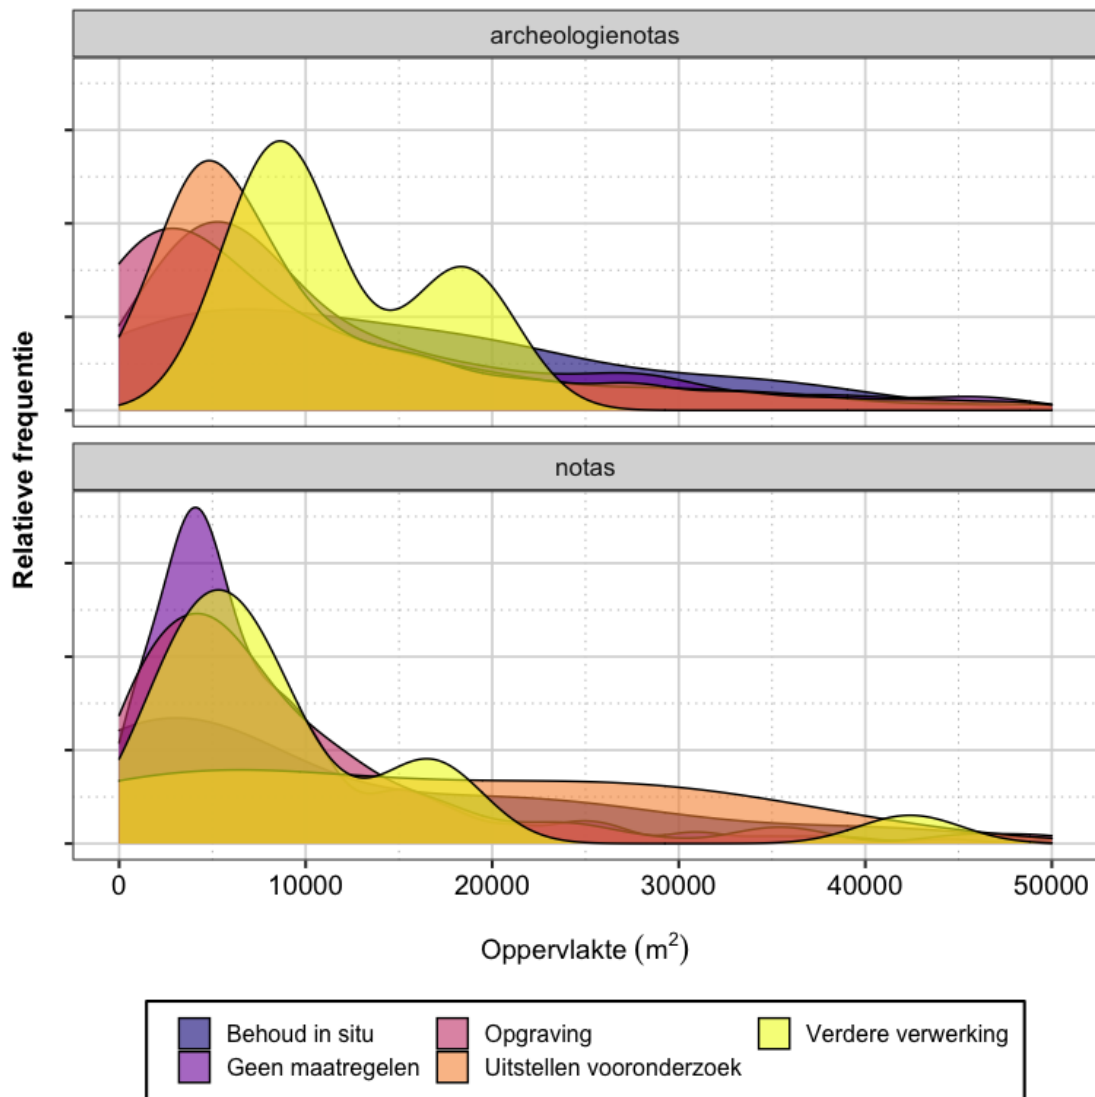 archeologienotas
notas
Relatieve frequentie
0 10000 20000 30000 40000 50000
Oppervlakte (m²)
Behoud in situ Opgraving Verdere verwerking
Geen maatregelen Uitstellen vooronderzoek